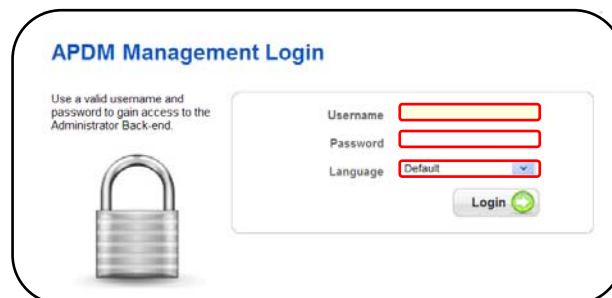 APDM Management Login
Use a valid username and
password to gain access to the
Administrator Back-end.
Username
Password
Language Default
Login